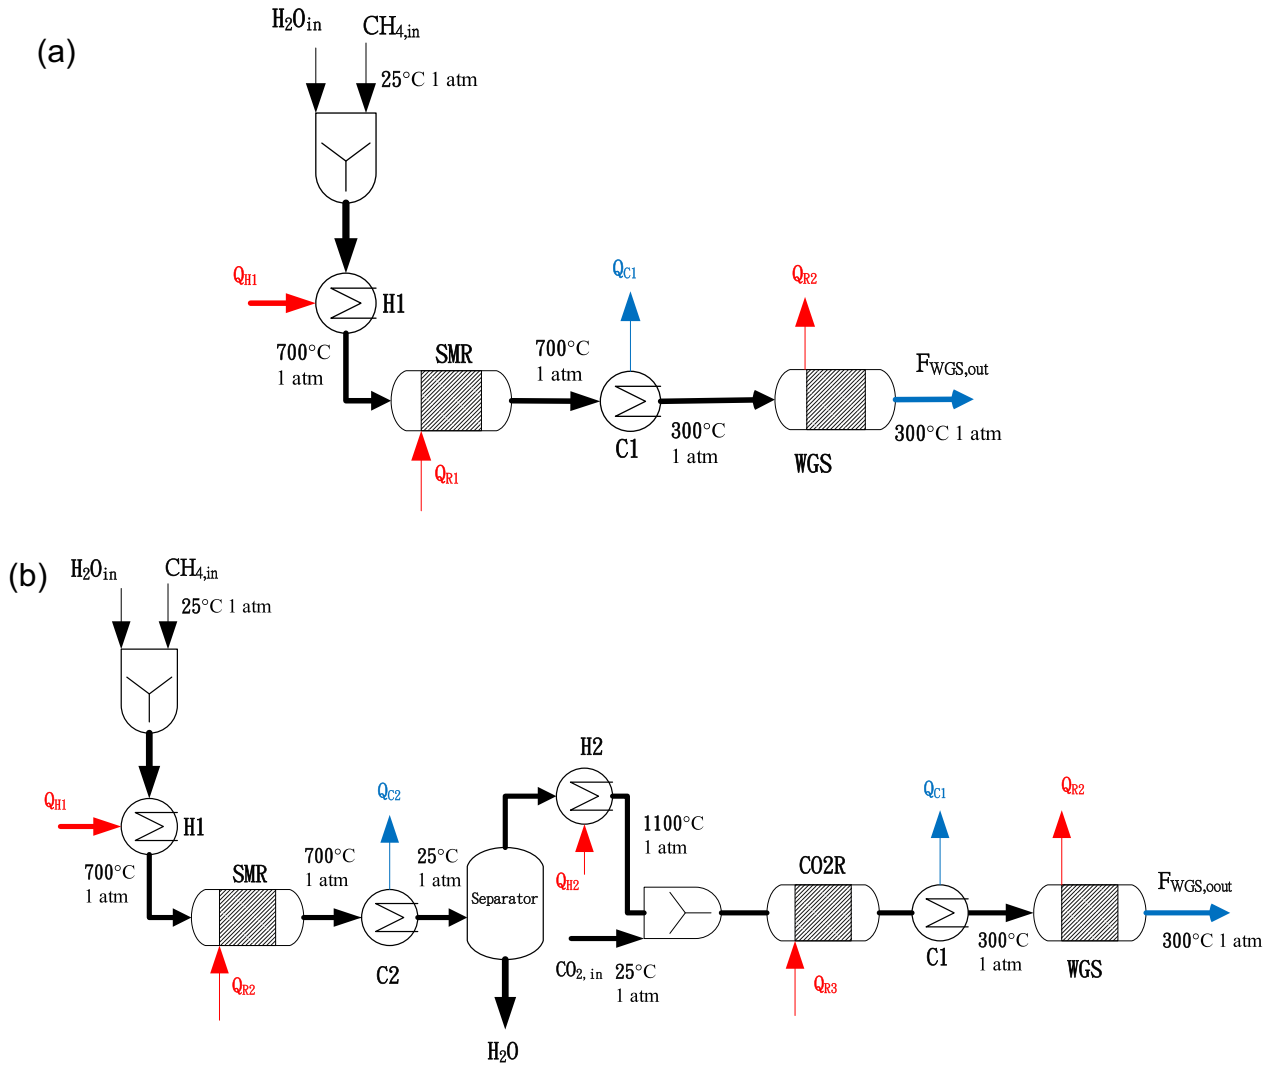 (a)
H2Oin
CH4,in
25°C 1 atm
QH1
H1
700°C
1 atm
SMR
QR1
700°C
1 atm
QC1
C1
300°C
1 atm
QR2
WGS
FWGS,out
300°C 1 atm
(b)
H2Oin
CH4,in
25°C 1 atm
QH1
H1
700°C
1 atm
SMR
QR2
700°C
1 atm
QC2
C2
25°C
1 atm
Separator
H2O
H2
QH2
1100°C
1 atm
CO2, in
25°C
1 atm
CO2R
QR3
QC1
C1
300°C
1 atm
QR2
WGS
FWGS,oout
300°C 1 atm